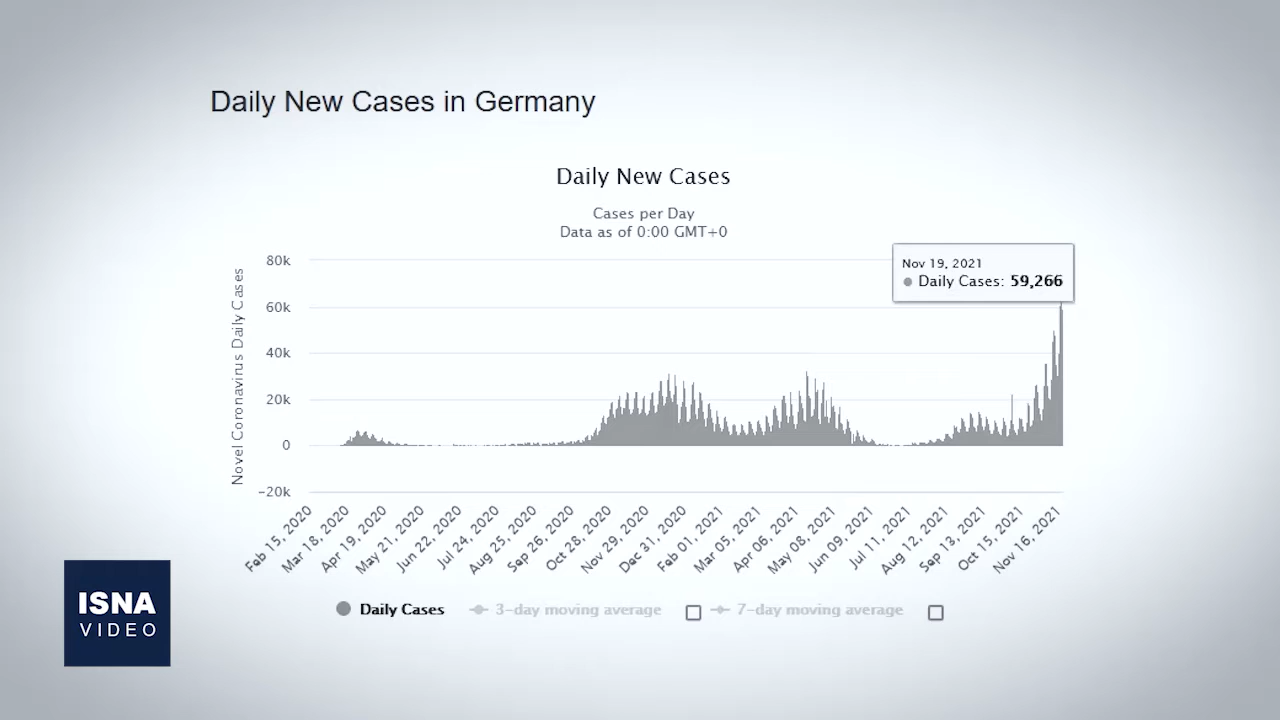 Daily New Cases in Germany
Daily New Cases
Cases per Day
Data as of 0:00 GMT+0
Nov 19, 2021
Daily Cases: 59,266
Novel Coronavirus Daily Cases
80k
60k
40k
20k
0
-20k
Feb 15, 2020
Mar 18, 2020
Apr 19, 2020
May 21, 2020
Jun 22, 2020
Jul 24, 2020
Aug 25, 2020
Sep 26, 2020
Oct 28, 2020
Nov 29, 2020
Dec 31, 2020
Feb 01, 2021
Mar 05, 2021
Apr 06, 2021
May 08, 2021
Jun 09, 2021
Jul 11, 2021
Aug 12, 2021
Sep 13, 2021
Oct 15, 2021
Nov 16, 2021
Daily Cases 3-day moving average 7-day moving average
ISNA
VIDEO